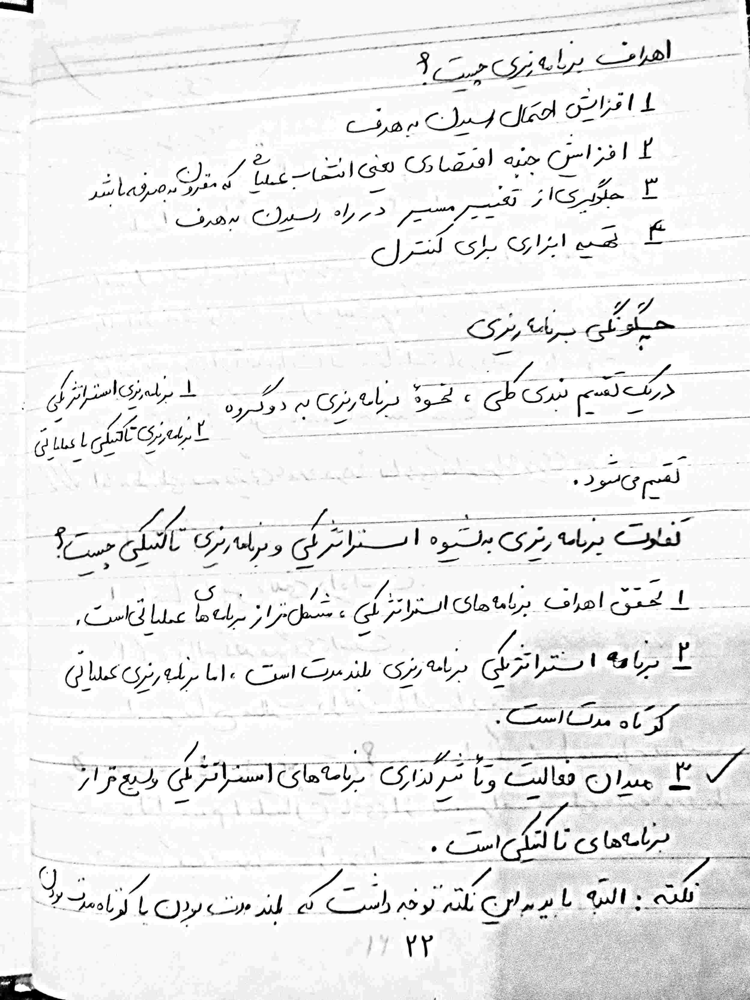 اهداف برنامه ریزی چیست؟
۱ افزایش احتمال رسیدن به هدف
۲ افزایش جنبه اقتصادی یعنی انتخاب عملیاتی که مقرون به صرفه باشد
۳ جلوگیری از تغییر مسیر در راه رسیدن به هدف
۴ تهیه ابزاری برای کنترل
چگونگی برنامه ریزی
در یک تقسیم بندی کلی، نحوهٔ برنامه ریزی به دو گروه
۱ برنامه ریزی استراتژیکی
۲ برنامه ریزی تاکتیکی یا عملیاتی
تقسیم می شود.
تفاوت برنامه ریزی به شیوه استراتژیکی و برنامه ریزی تاکتیکی چیست؟
۱ تحقق اهداف برنامه های استراتژیکی، مشکل تر از برنامه های عملیاتی است.
۲ برنامه استراتژیکی برنامه ریزی بلند مدت است، اما برنامه ریزی عملیاتی
کوتاه مدت است.
۳ میدان فعالیت و تأثیرگذاری برنامه های استراتژیکی وسیع تر از
برنامه های تاکتیکی است.
نکته: البته باید به این نکته توجه داشت که بلند مدت بودن یا کوتاه مدت بودن
۲۲